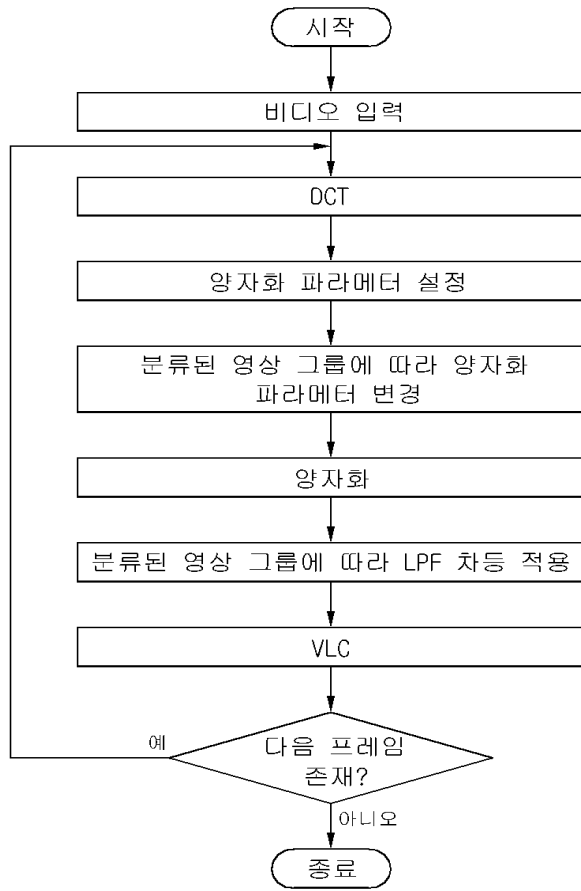 시작
비디오 입력
DCT
양자화 파라메터 설정
분류된 영상 그룹에 따라 양자화
파라메터 변경
양자화
분류된 영상 그룹에 따라 LPF 차등 적용
VLC
다음 프레임
존재?
예
아니오
종료